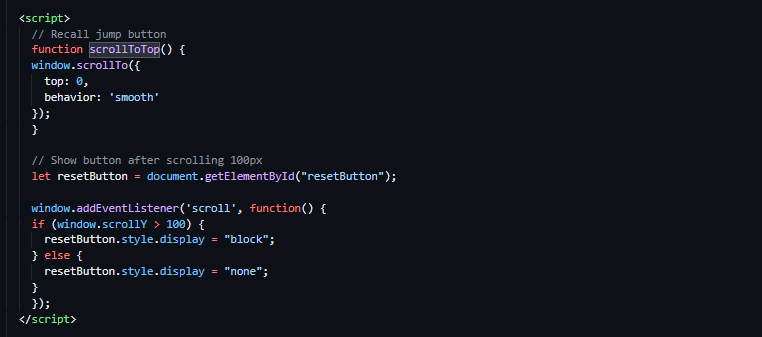 <script>
// Recall jump button
function scrollToTop() {
window.scrollTo({
top: 0,
behavior: 'smooth'
});
}
// Show button after scrolling 100px
let resetButton = document.getElementById("resetButton");
window.addEventListener('scroll', function() {
if (window.scrollY > 100) {
resetButton.style.display = "block";
} else {
resetButton.style.display = "none";
}
});
</script>